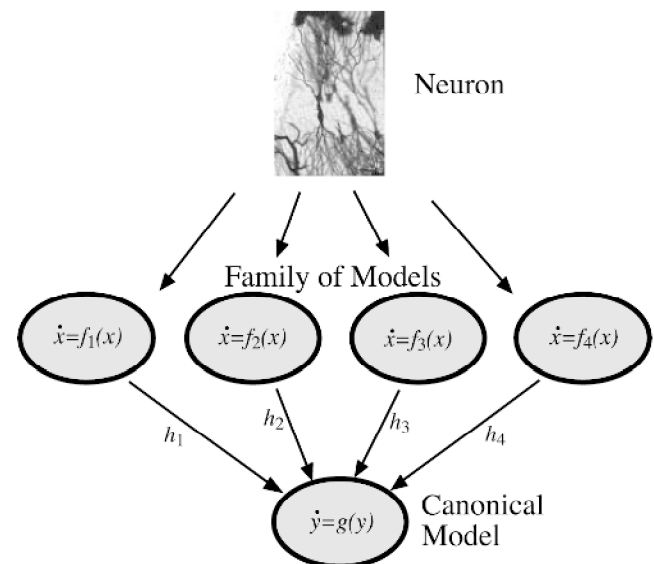 Neuron
Family of Models
ẋ=f₁(x)
ẋ=f₂(x)
ẋ=f₃(x)
ẋ=f₄(x)
h₁
h₂
h₃
h₄
ẏ=g(y)
Canonical
Model